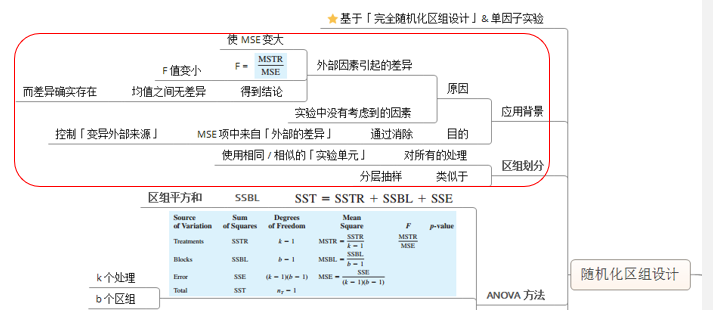 ⭐基于「完全随机化区组设计」& 单因子实验
使 MSE 变大
F 值变小
F = MSTR / MSE
外部因素引起的差异
而差异确实存在
均值之间无差异
得到结论
原因
实验中没有考虑到的因素
应用背景
控制「变异外部来源」
MSE 项中来自「外部的差异」
通过消除
目的
使用相同 / 相似的「实验单元」
对所有的处理
区组划分
分层抽样
类似于
区组平方和
SSBL
SST = SSTR + SSBL + SSE
Source of Variation
Sum of Squares
Degrees of Freedom
Mean Square
F
p-value
Treatments
SSTR
k − 1
MSTR = SSTR / k − 1
MSTR / MSE
Blocks
SSBL
b − 1
MSBL = SSBL / b − 1
Error
SSE
(k − 1)(b − 1)
MSE = SSE / (k − 1)(b − 1)
Total
SST
nT − 1
k 个处理
b 个区组
ANOVA 方法
随机化区组设计